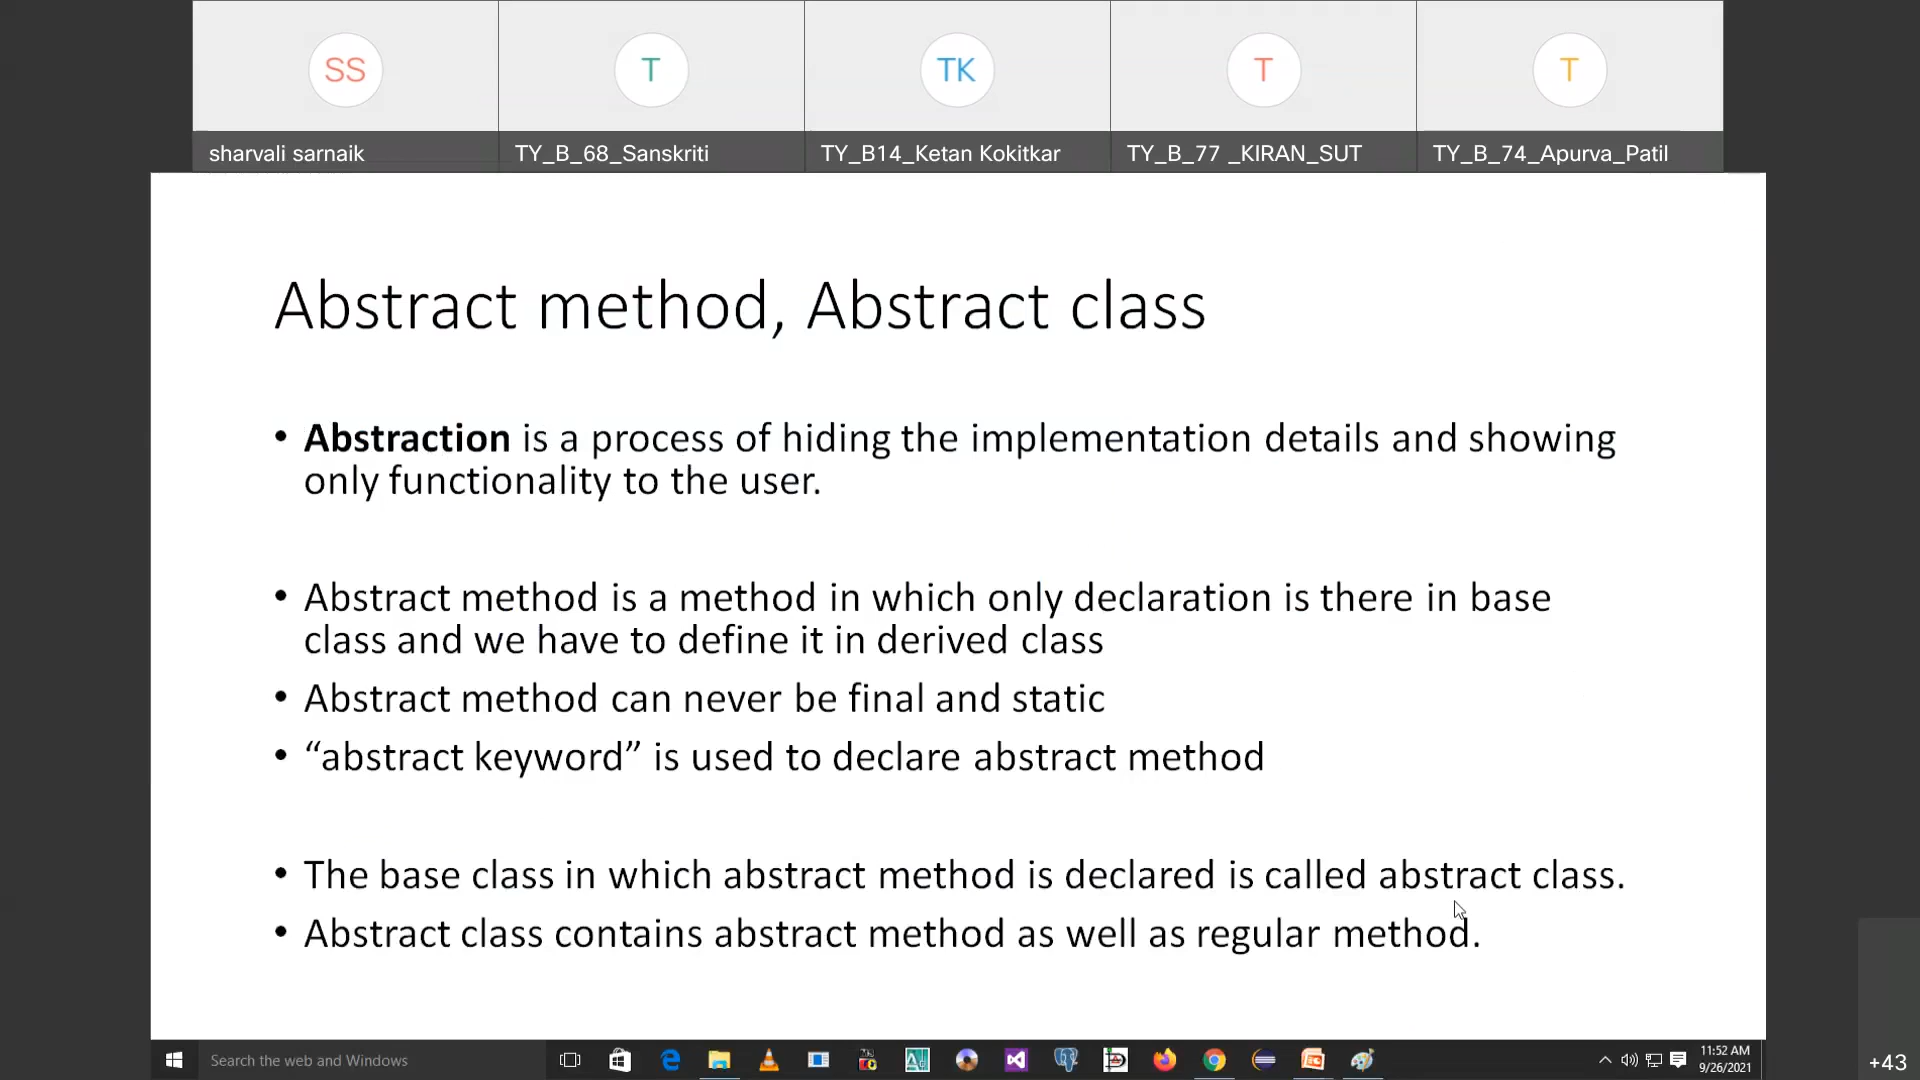 SS
T
TK
T
T
sharvali sarnaik
TY_B_68_Sanskriti
TY_B14_Ketan Kokitkar
TY_B_77 _KIRAN_SUT
TY_B_74_Apurva_Patil
Abstract method, Abstract class
• Abstraction is a process of hiding the implementation details and showing
only functionality to the user.
• Abstract method is a method in which only declaration is there in base
class and we have to define it in derived class
• Abstract method can never be final and static
• “abstract keyword” is used to declare abstract method
• The base class in which abstract method is declared is called abstract class.
• Abstract class contains abstract method as well as regular method.
Search the web and Windows
11:52 AM
9/26/2021
+43